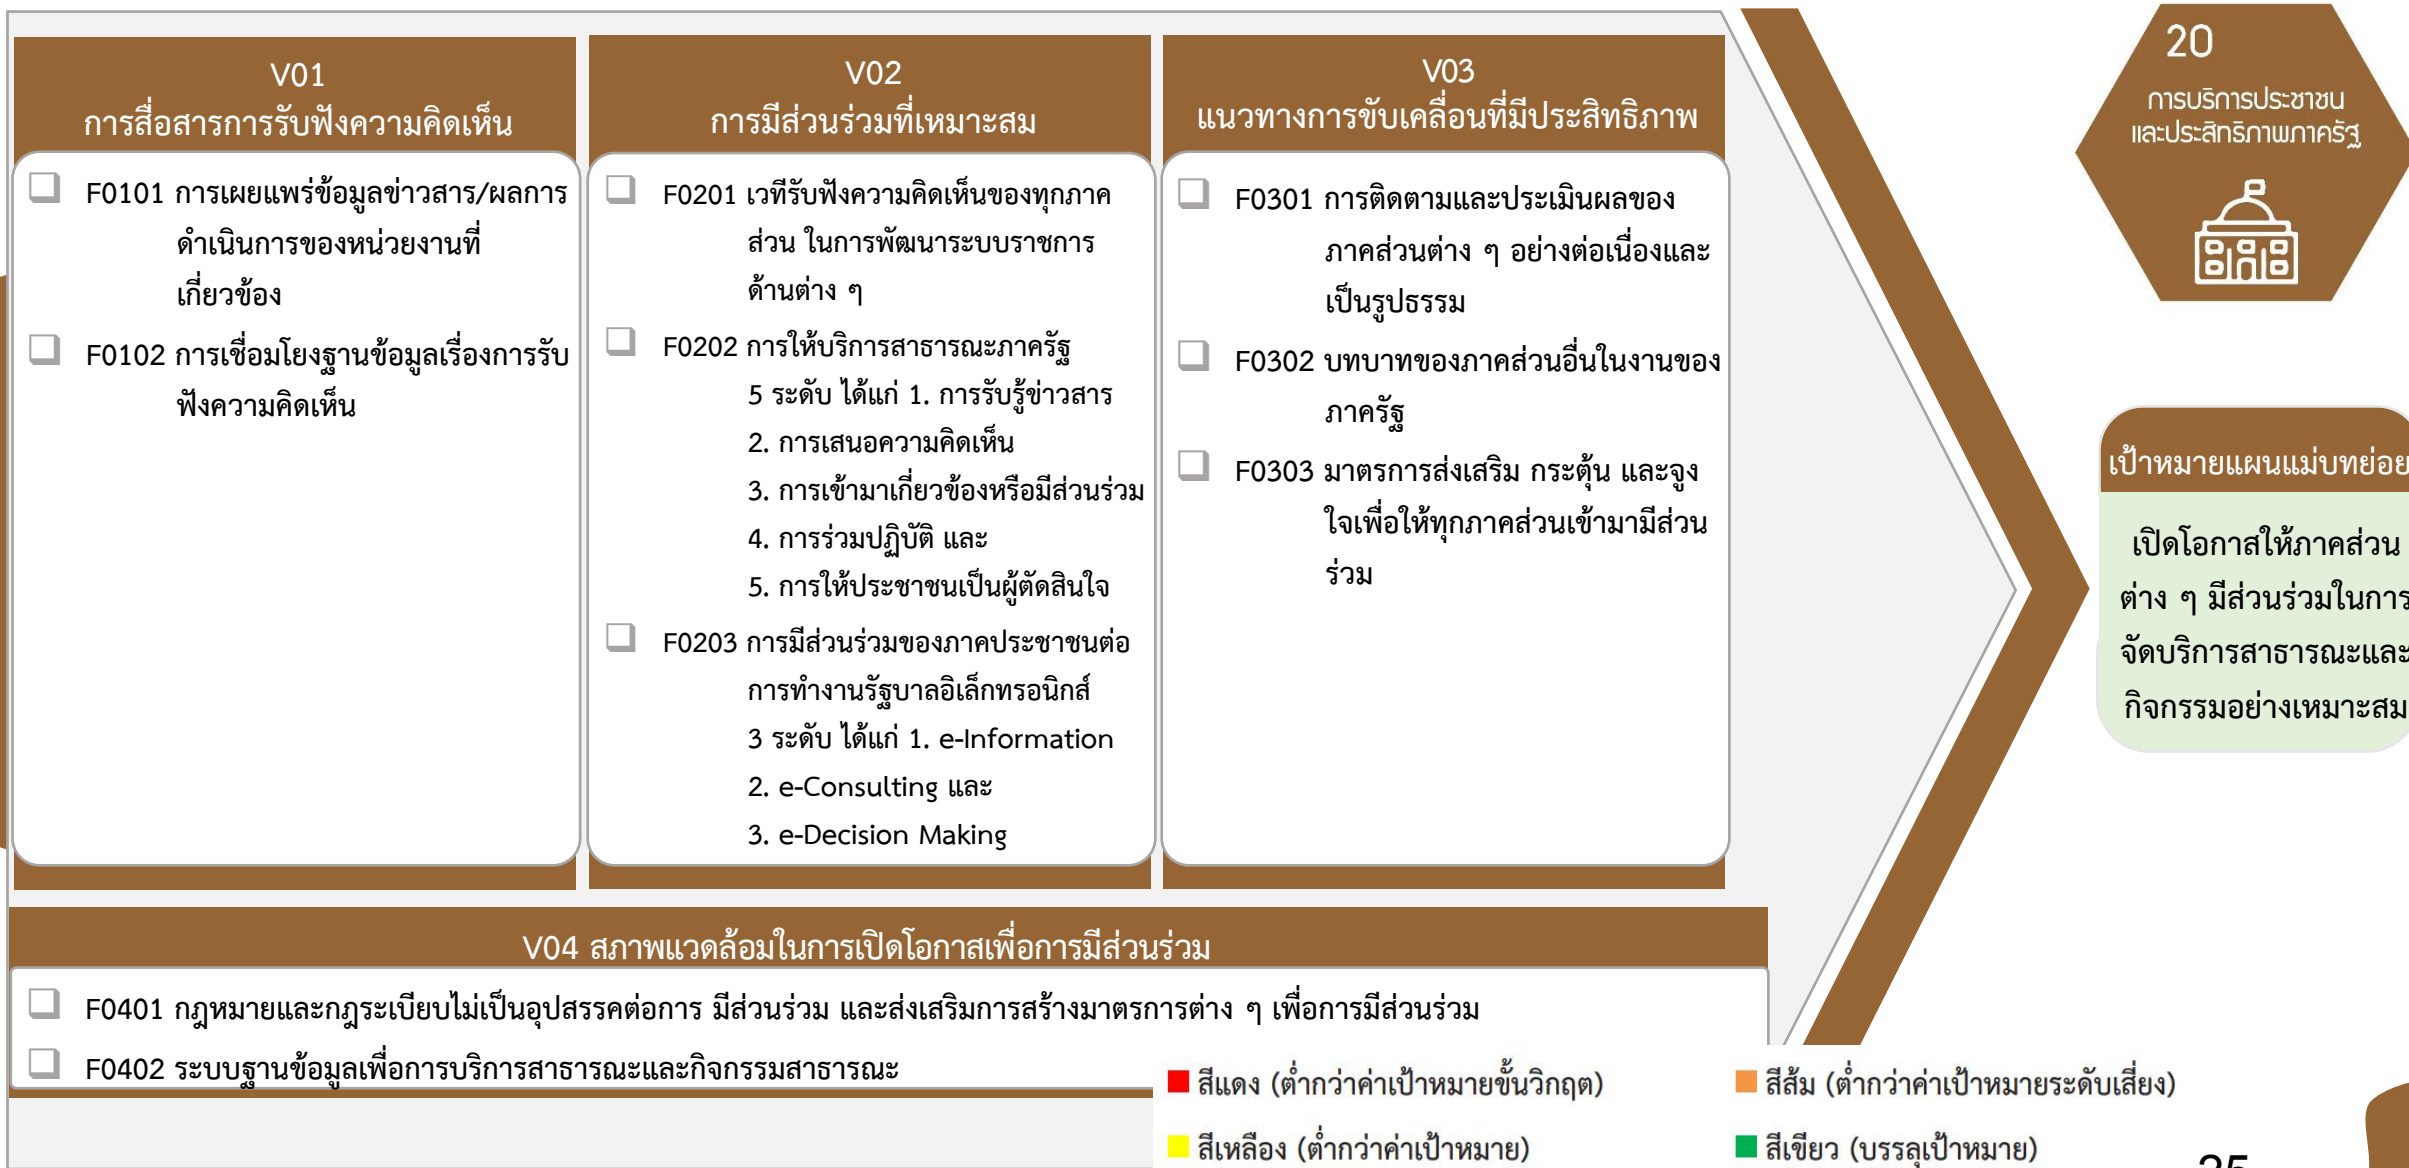 V01
การสื่อสารการรับฟังความคิดเห็น
F0101 การเผยแพร่ข้อมูลข่าวสาร/ผลการ
ดำเนินการของหน่วยงานที่
เกี่ยวข้อง
F0102 การเชื่อมโยงฐานข้อมูลเรื่องการรับ
ฟังความคิดเห็น
V02
การมีส่วนร่วมที่เหมาะสม
F0201 เวทีรับฟังความคิดเห็นของทุกภาค
ส่วน ในการพัฒนาระบบราชการ
ด้านต่าง ๆ
F0202 การให้บริการสาธารณะภาครัฐ
5 ระดับ ได้แก่ 1. การรับรู้ข่าวสาร
2. การเสนอความคิดเห็น
3. การเข้ามาเกี่ยวข้องหรือมีส่วนร่วม
4. การร่วมปฏิบัติ และ
5. การให้ประชาชนเป็นผู้ตัดสินใจ
F0203 การมีส่วนร่วมของภาคประชาชนต่อ
การทำงานรัฐบาลอิเล็กทรอนิกส์
3 ระดับ ได้แก่ 1. e-Information
2. e-Consulting และ
3. e-Decision Making
V03
แนวทางการขับเคลื่อนที่มีประสิทธิภาพ
F0301 การติดตามและประเมินผลของ
ภาคส่วนต่าง ๆ อย่างต่อเนื่องและ
เป็นรูปธรรม
F0302 บทบาทของภาคส่วนอื่นในงานของ
ภาครัฐ
F0303 มาตรการส่งเสริม กระตุ้น และจูง
ใจเพื่อให้ทุกภาคส่วนเข้ามามีส่วน
ร่วม
V04 สภาพแวดล้อมในการเปิดโอกาสเพื่อการมีส่วนร่วม
F0401 กฎหมายและกฎระเบียบไม่เป็นอุปสรรคต่อการ มีส่วนร่วม และส่งเสริมการสร้างมาตรการต่าง ๆ เพื่อการมีส่วนร่วม
F0402 ระบบฐานข้อมูลเพื่อการบริการสาธารณะและกิจกรรมสาธารณะ
20
การบริการประชาชน
และประสิทธิภาพภาครัฐ
เป้าหมายแผนแม่บทย่อย
เปิดโอกาสให้ภาคส่วน
ต่าง ๆ มีส่วนร่วมในการ
จัดบริการสาธารณะและ
กิจกรรมอย่างเหมาะสม
สีแดง (ต่ำกว่าค่าเป้าหมายขั้นวิกฤต)
สีส้ม (ต่ำกว่าค่าเป้าหมายระดับเสี่ยง)
สีเหลือง (ต่ำกว่าค่าเป้าหมาย)
สีเขียว (บรรลุเป้าหมาย)